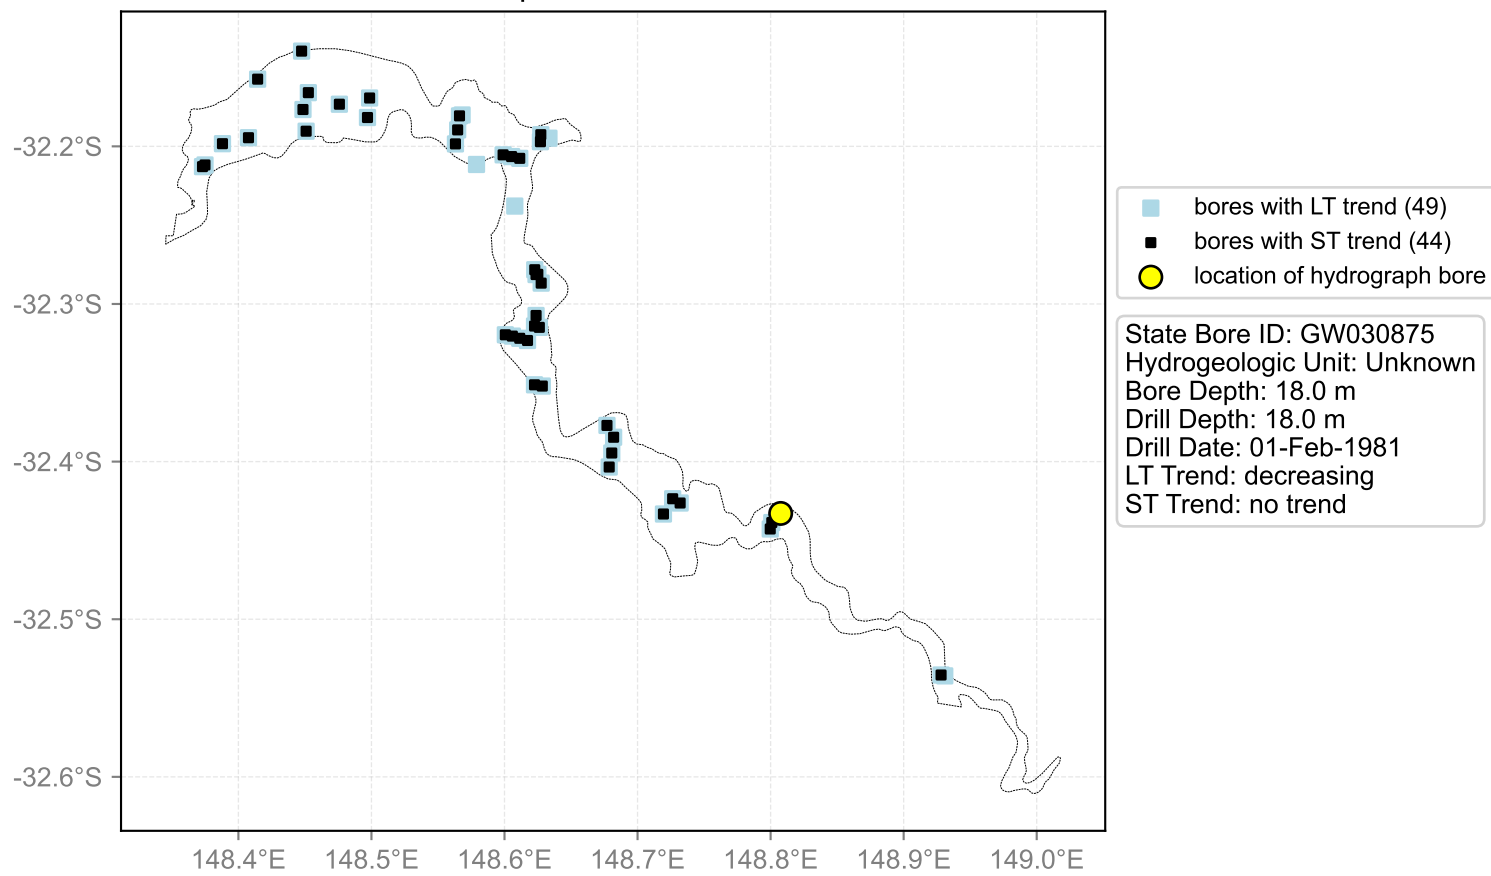 -32.2°S
-32.3°S
-32.4°S
-32.5°S
-32.6°S
148.4°E 148.5°E 148.6°E 148.7°E 148.8°E 148.9°E 149.0°E
bores with LT trend (49)
bores with ST trend (44)
location of hydrograph bore
State Bore ID: GW030875
Hydrogeologic Unit: Unknown
Bore Depth: 18.0 m
Drill Depth: 18.0 m
Drill Date: 01-Feb-1981
LT Trend: decreasing
ST Trend: no trend